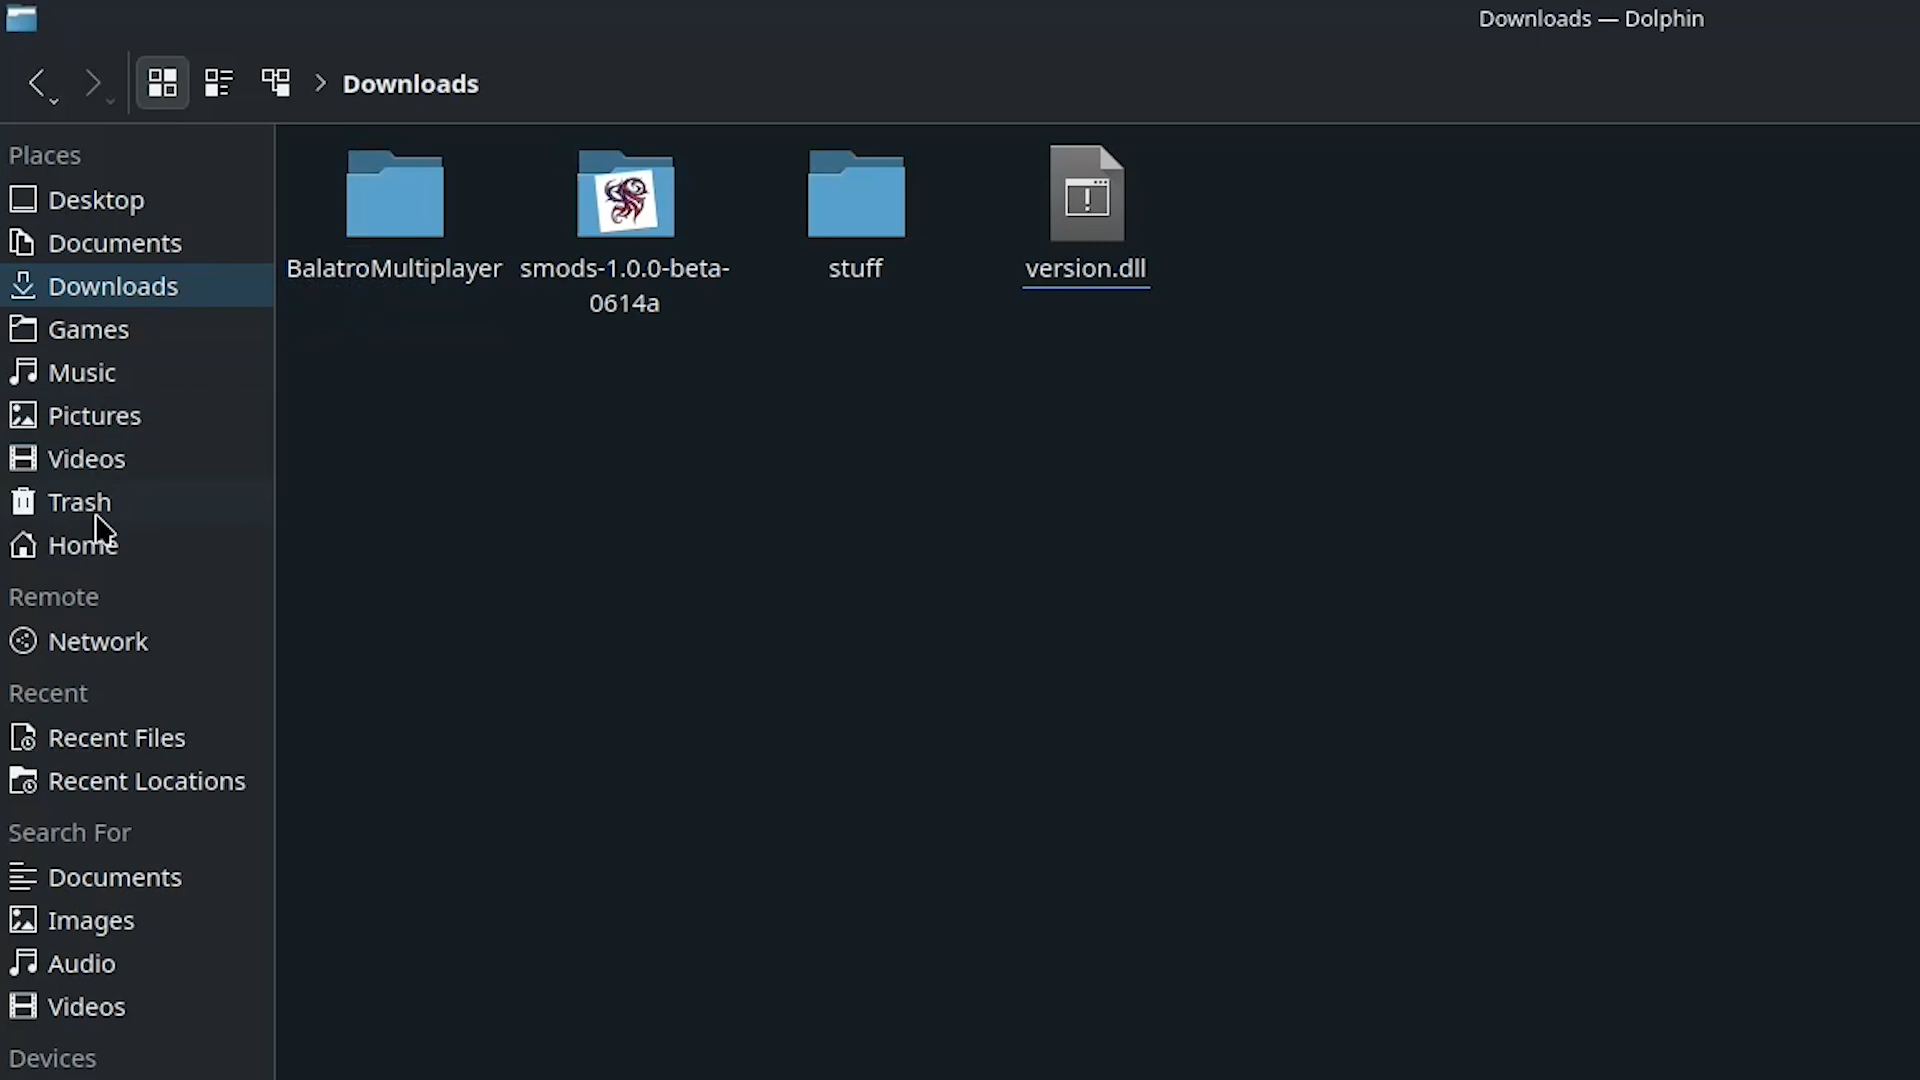 Downloads — Dolphin
Downloads
Places
Desktop
Documents
Downloads
Games
Music
Pictures
Videos
Trash
Home
Remote
Network
Recent
Recent Files
Recent Locations
Search For
Documents
Images
Audio
Videos
Devices
BalatroMultiplayer
smods-1.0.0-beta-
0614a
stuff
version.dll